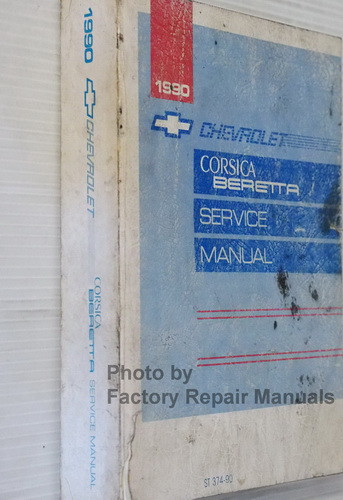 1990
CHEVROLET
CORSICA
BERETTA
SERVICE MANUAL
1990
CHEVROLET
CORSICA
BERETTA
SERVICE
MANUAL
Photo by
Factory Repair Manuals
ST 374-90